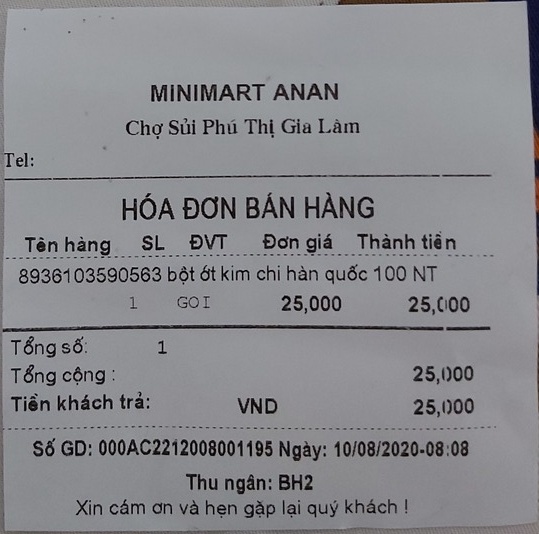 MINIMART ANAN
Chợ Sủi Phú Thị Gia Lâm
Tel:
HÓA ĐƠN BÁN HÀNG
Tên hàng SL ĐVT Đơn giá Thành tiền
8936103590563 bột ớt kim chi hàn quốc 100 NT
1 GOI 25,000 25,000
Tổng số: 1
Tổng cộng : 25,000
Tiền khách trả: VND 25,000
Số GD: 000AC2212008001195 Ngày: 10/08/2020-08:08
Thu ngân: BH2
Xin cám ơn và hẹn gặp lại quý khách !